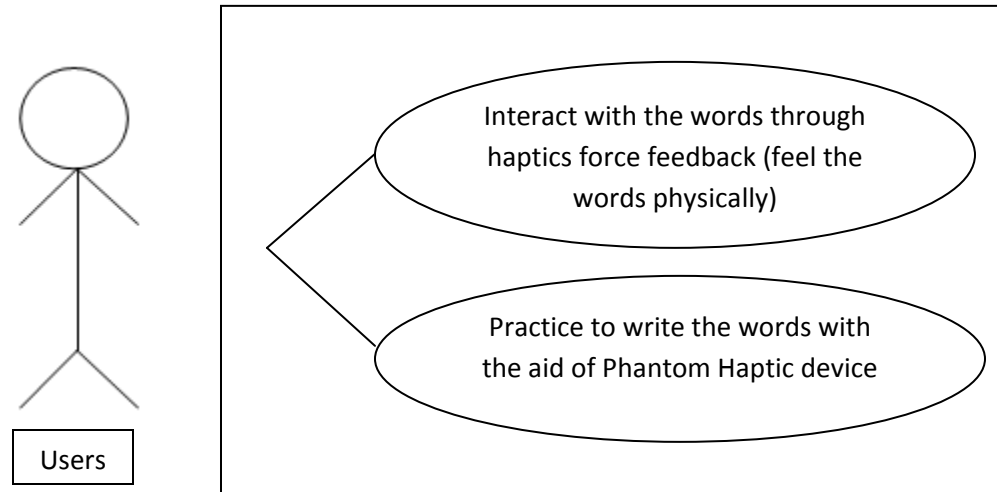 Interact with the words through
haptics force feedback (feel the
words physically)
Practice to write the words with
the aid of Phantom Haptic device
Users